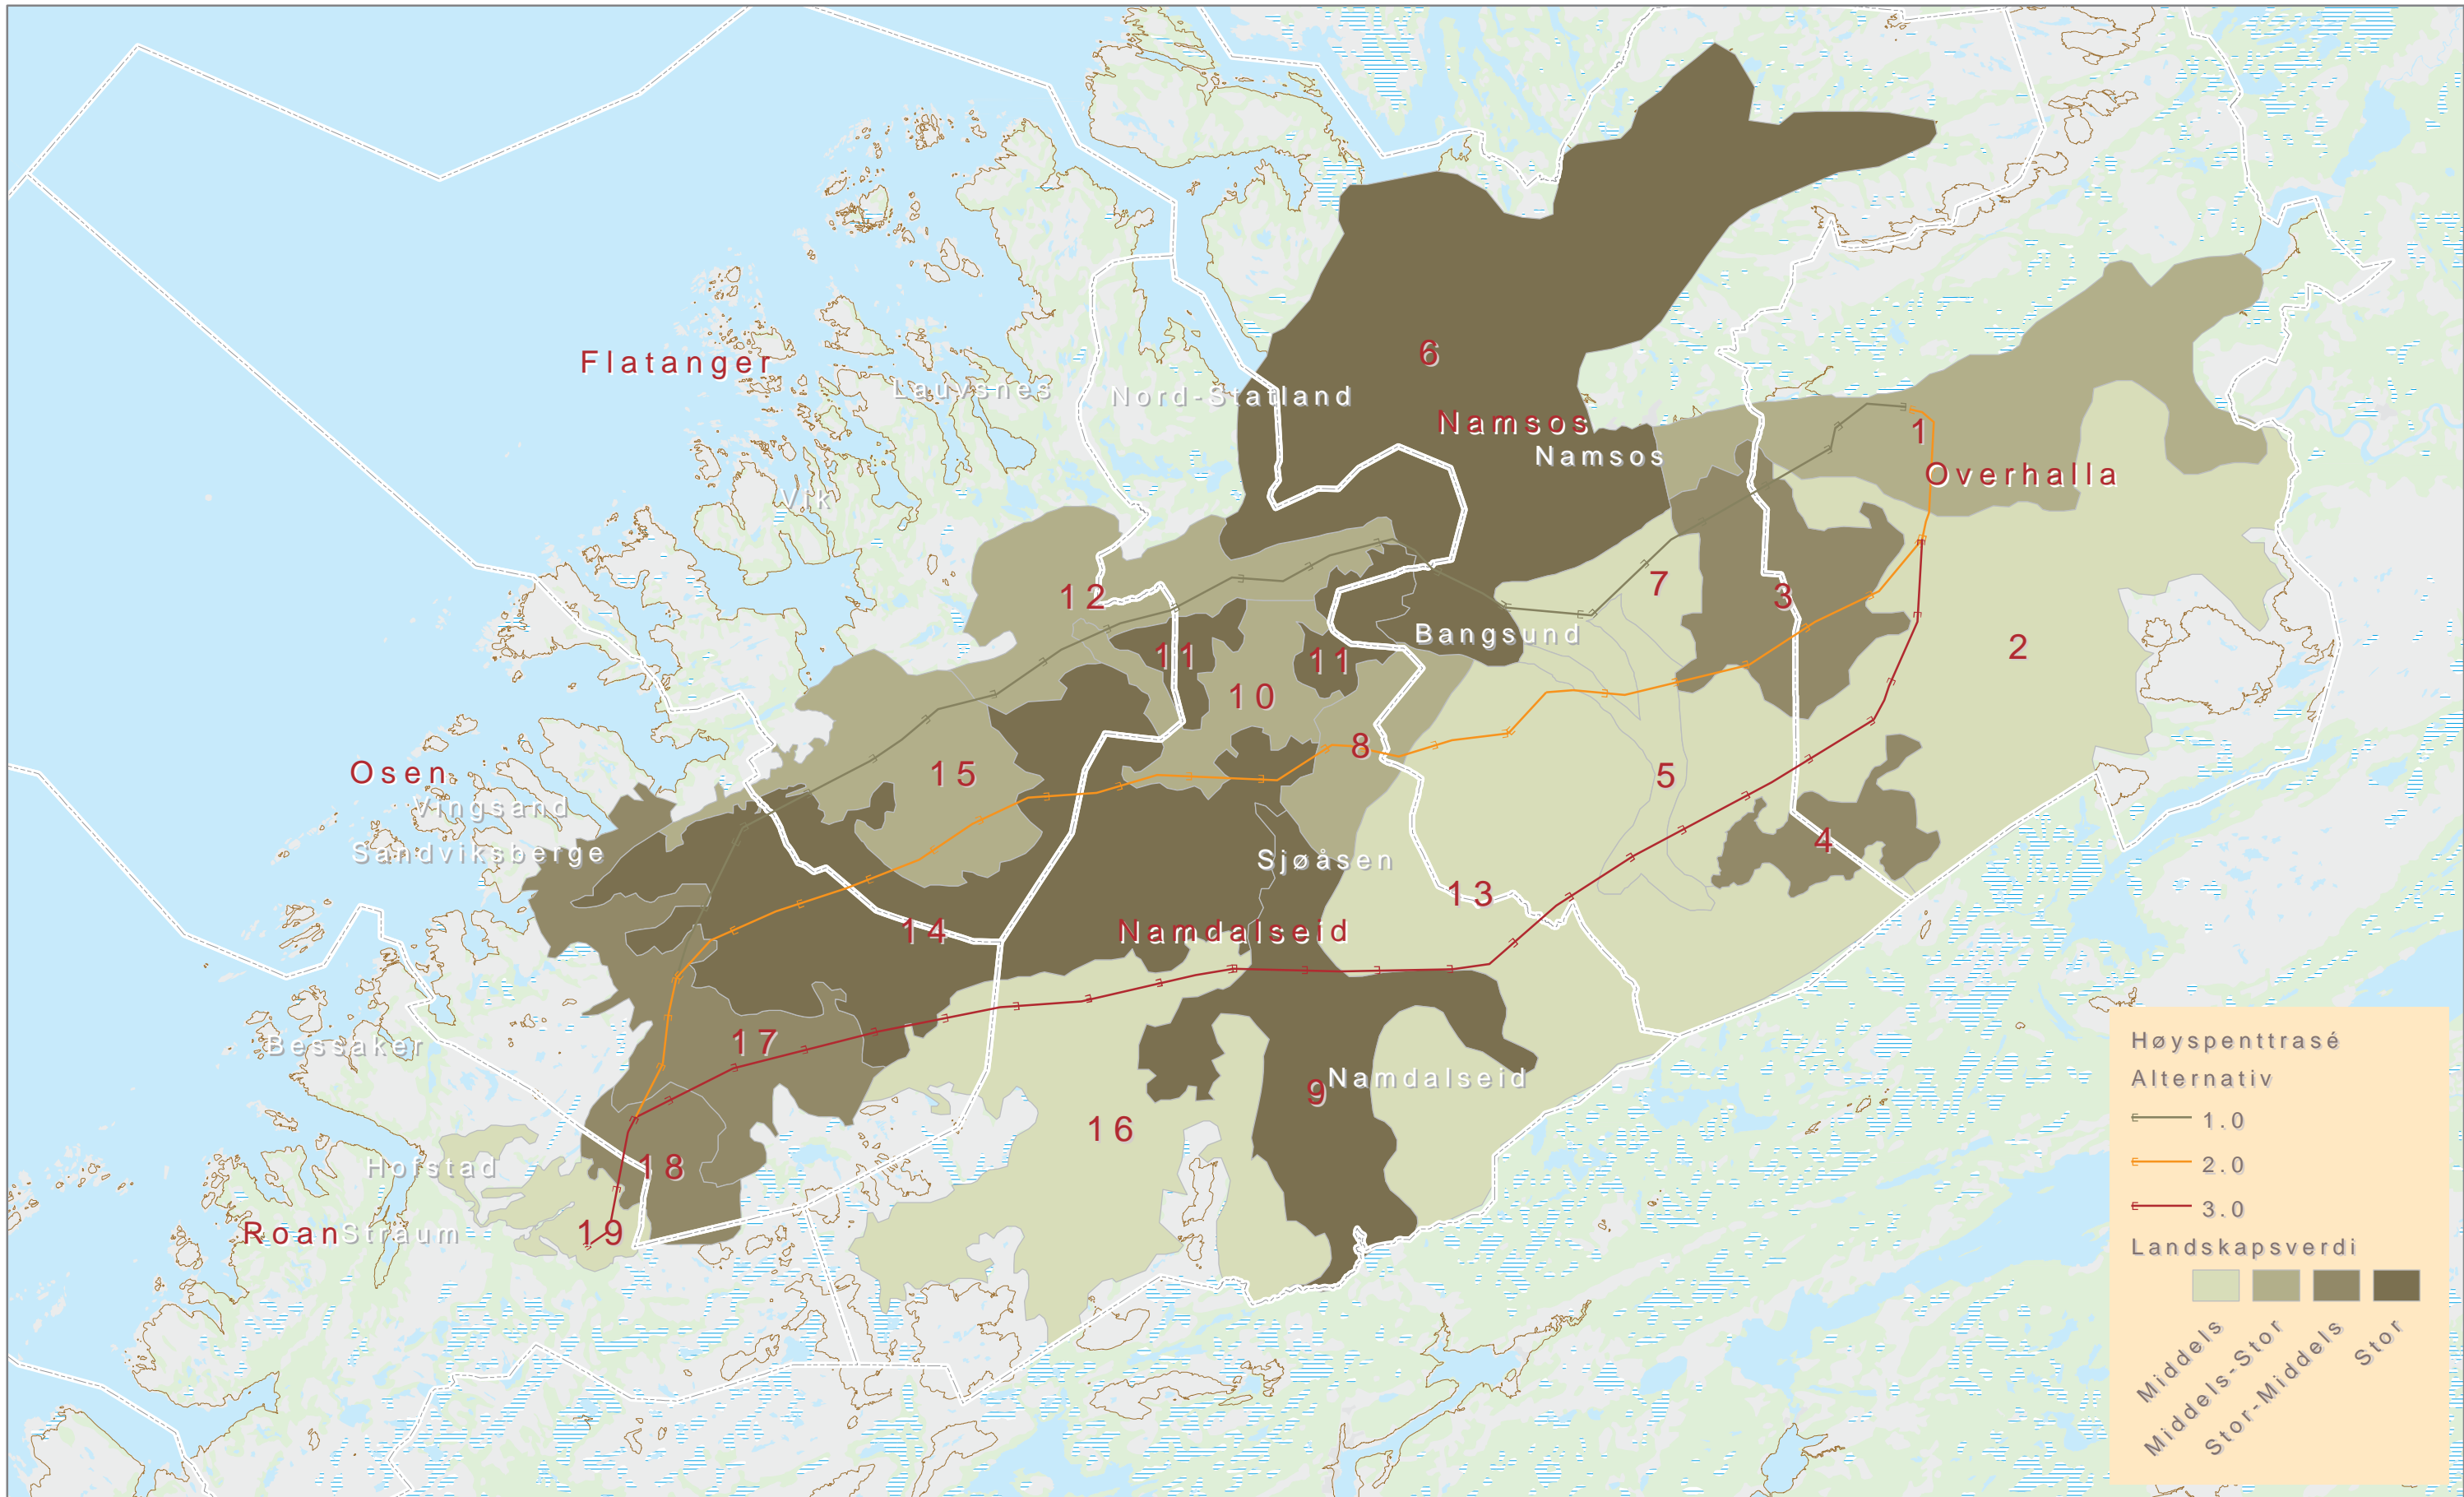 6
Flatanger
Lauvsnes
Nord-Statland
Namsos
Namsos
1
Overhalla
Vik
12
7
3
Bangsund
2
11
11
10
8
15
5
Osen
Vingsand
Sandviksberge
4
Sjøåsen
13
14
Namdalseid
17
Bessaker
9
Namdalseid
16
Hofstad
18
Roan
Straum
19
Høyspenttrasé
Alternativ
1.0
2.0
3.0
Landskapsverdi
Middels
Middels-Stor
Stor-Middels
Stor